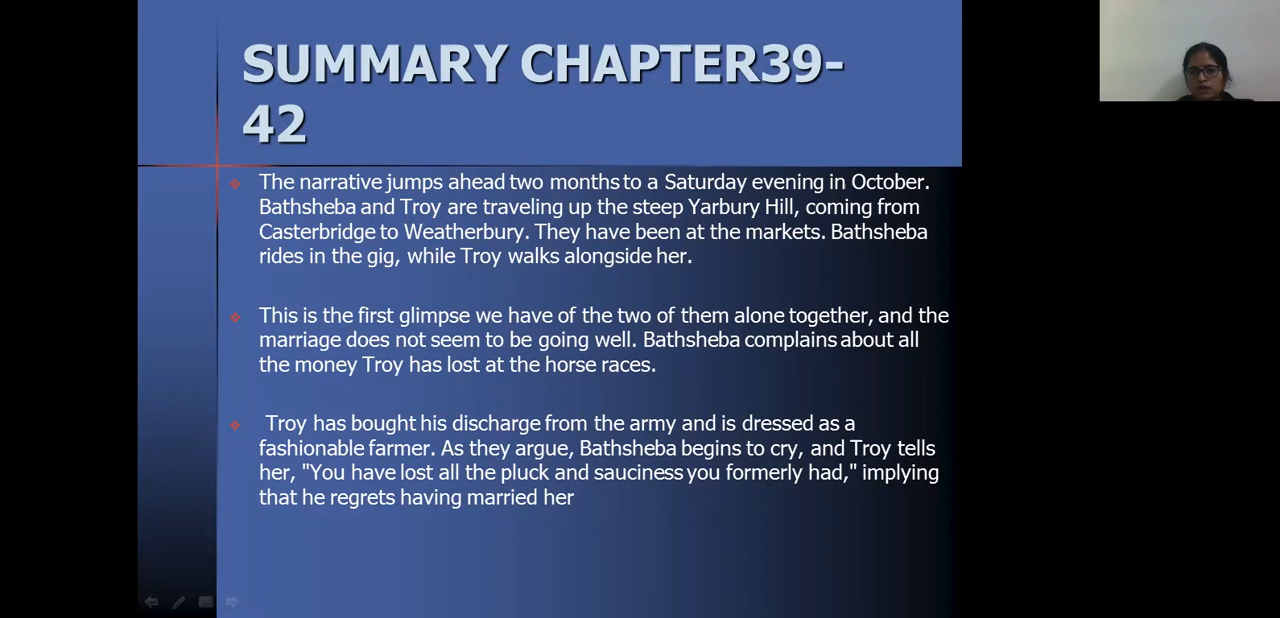 SUMMARY CHAPTER39-
42
The narrative jumps ahead two months to a Saturday evening in October.
Bathsheba and Troy are traveling up the steep Yarbury Hill, coming from
Casterbridge to Weatherbury. They have been at the markets. Bathsheba
rides in the gig, while Troy walks alongside her.
This is the first glimpse we have of the two of them alone together, and the
marriage does not seem to be going well. Bathsheba complains about all
the money Troy has lost at the horse races.
Troy has bought his discharge from the army and is dressed as a
fashionable farmer. As they argue, Bathsheba begins to cry, and Troy tells
her, "You have lost all the pluck and sauciness you formerly had," implying
that he regrets having married her